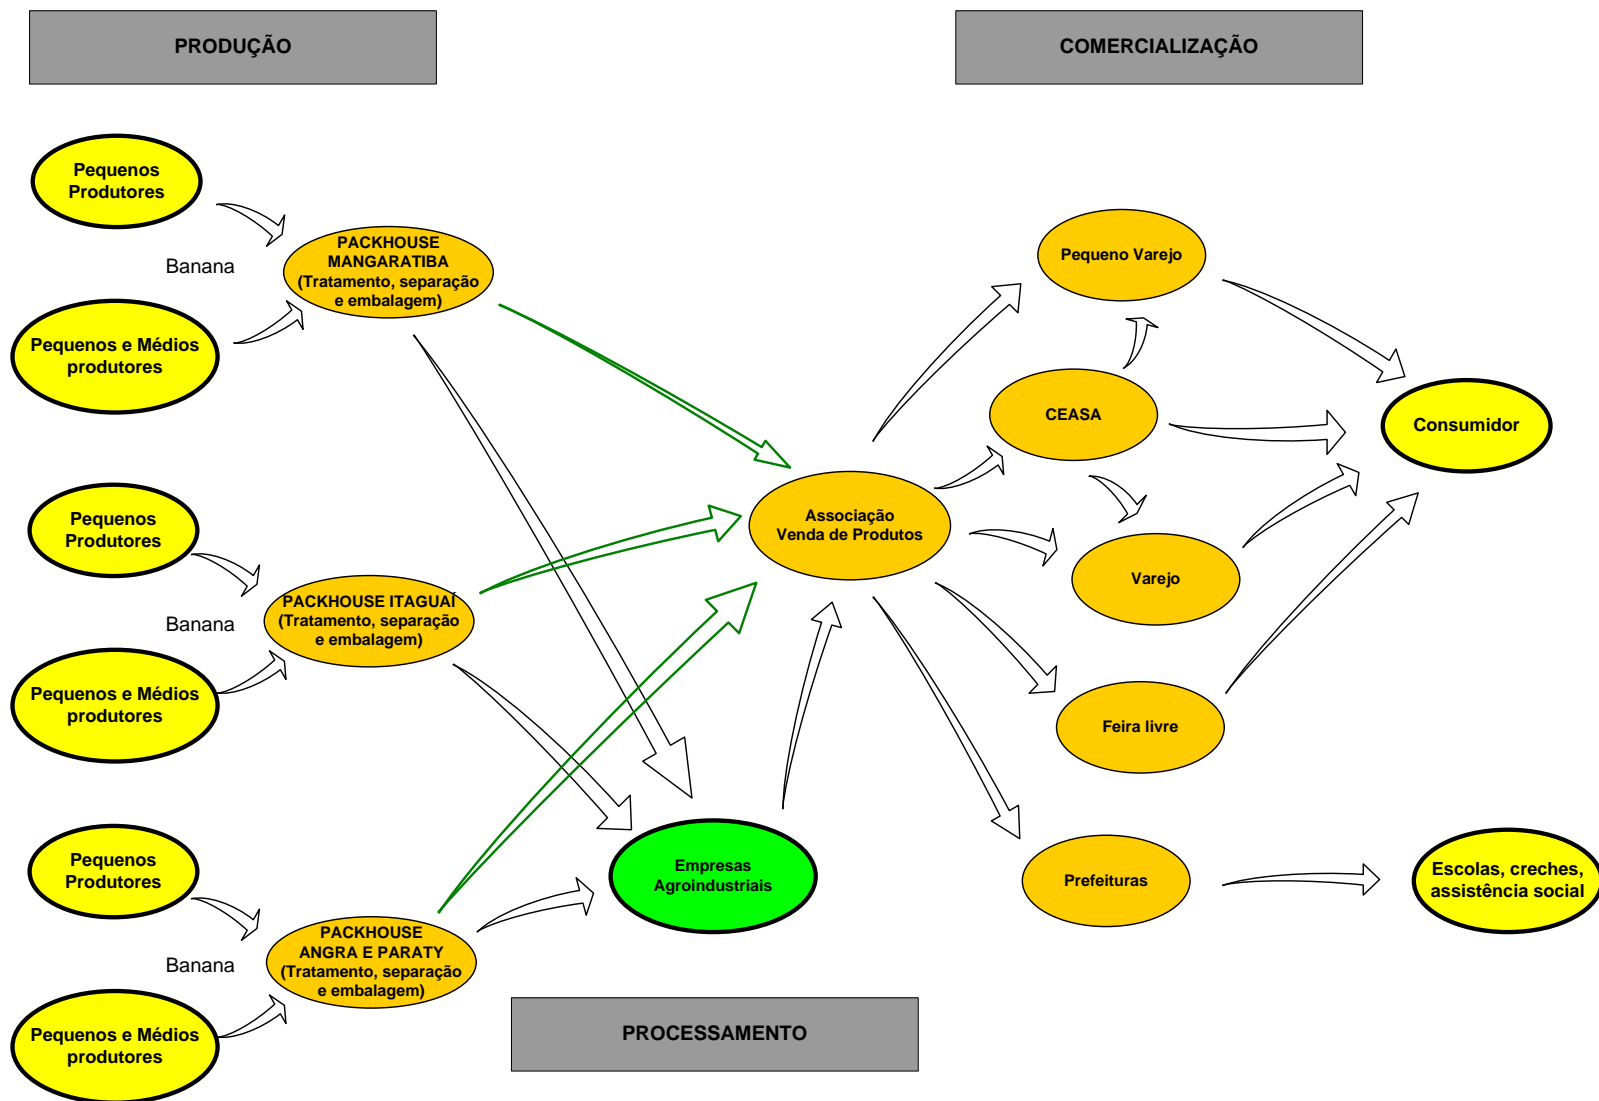 PRODUÇÃO
COMERCIALIZAÇÃO
Pequenos
Produtores
Banana
PACKHOUSE
MANGARATIBA
(Tratamento, separação
e embalagem)
Pequenos e Médios
produtores
Pequenos
Produtores
Banana
PACKHOUSE ITAGUAÍ
(Tratamento, separação
e embalagem)
Pequenos e Médios
produtores
Pequenos
Produtores
Banana
PACKHOUSE
ANGRA E PARATY
(Tratamento, separação
e embalagem)
Pequenos e Médios
produtores
Empresas
Agroindustriais
PROCESSAMENTO
Associação
Venda de Produtos
Pequeno Varejo
CEASA
Varejo
Feira livre
Prefeituras
Consumidor
Escolas, creches,
assistência social